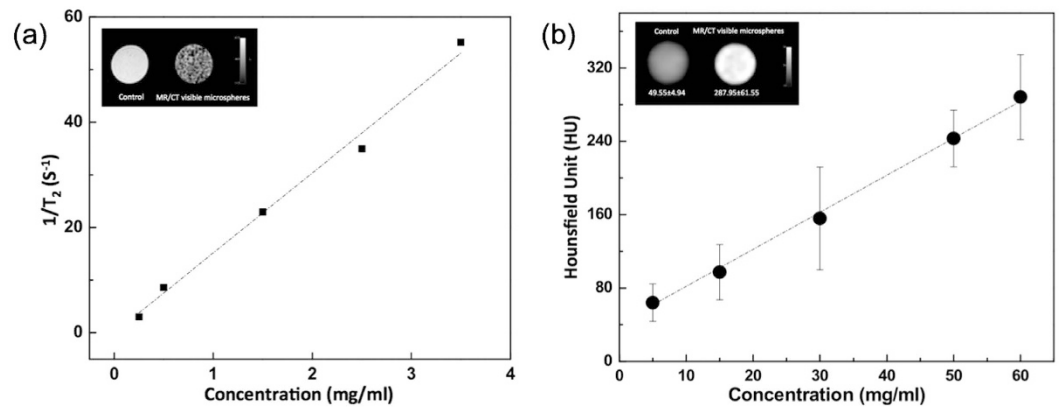 (a)
60
40
20
0
1/T2 (S-1)
Control
MR/CT visible microspheres
0 1 2 3 4
Concentration (mg/ml)
(b)
320
240
160
80
0
Hounsfield Unit (HU)
Control MR/CT visible microspheres
49.55±4.94 287.95±61.55
0 10 20 30 40 50 60
Concentration (mg/ml)